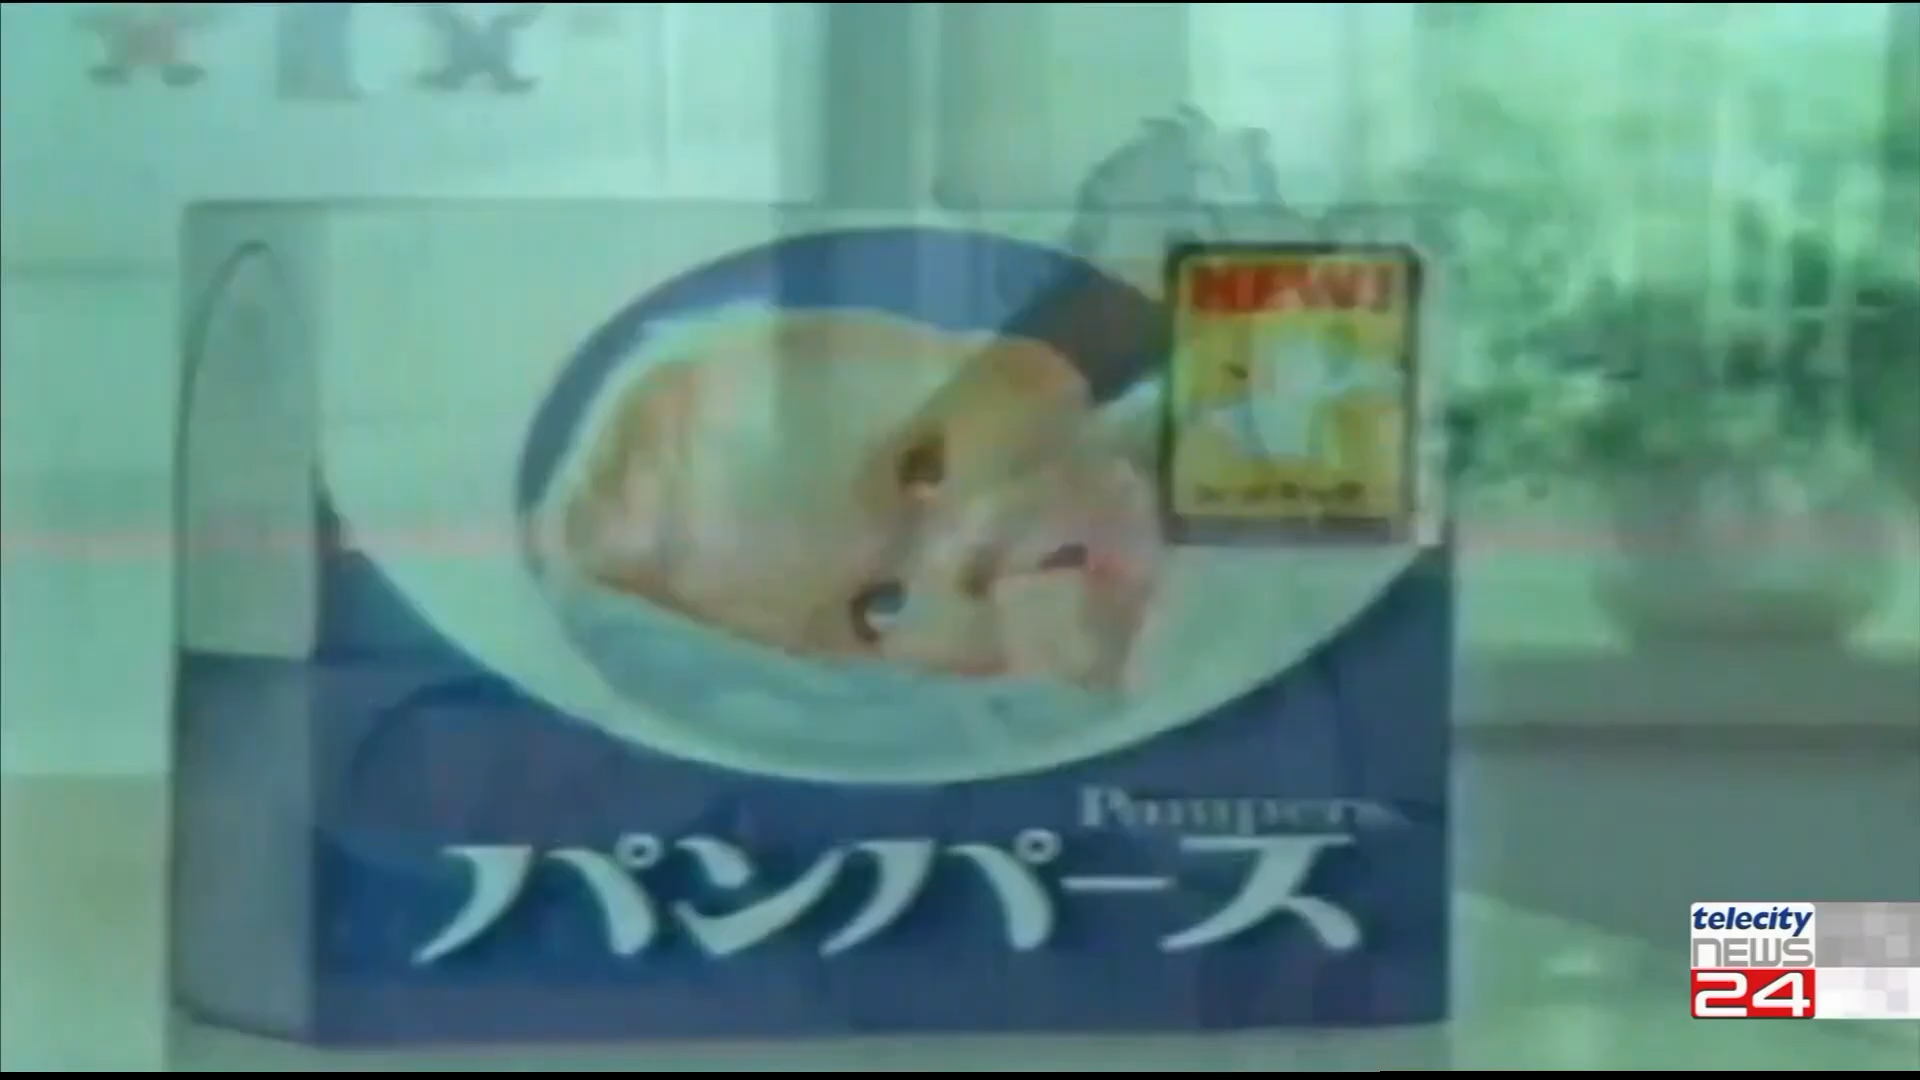 NEW!
Pampers
パンパース
telecity
NEWS
24